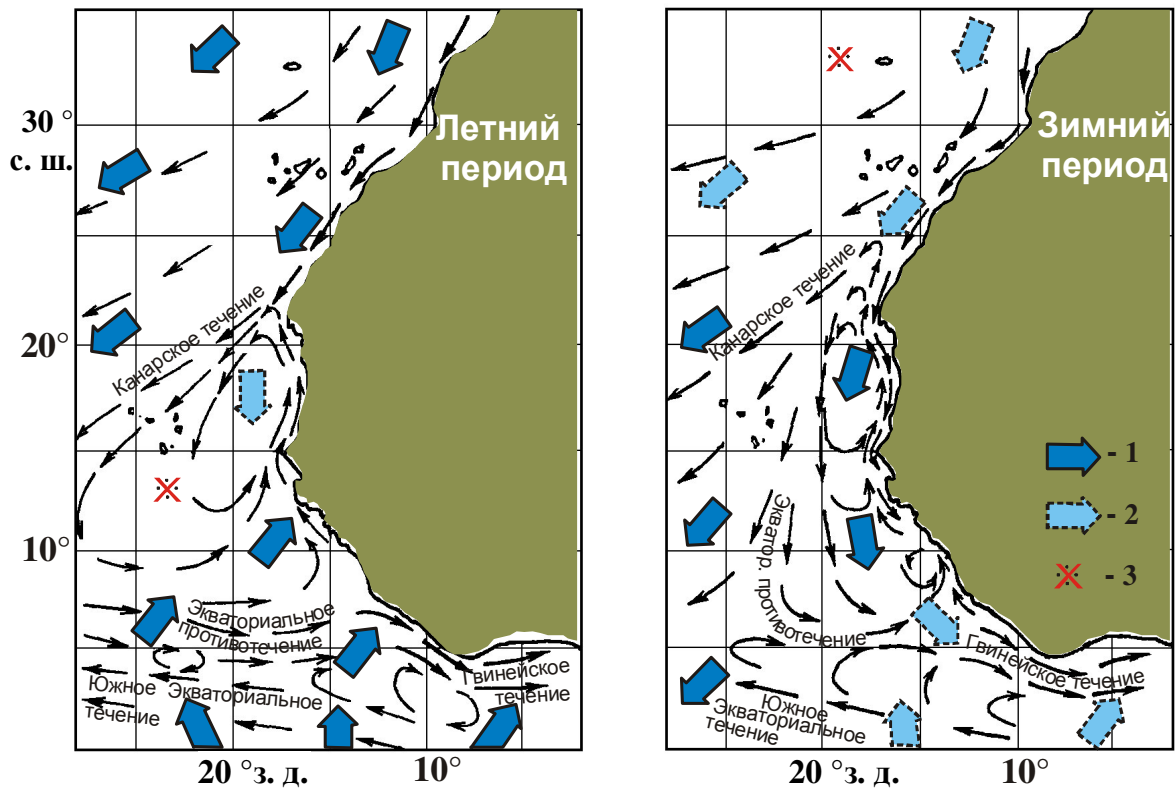 Летний
период
30 °
с. ш.
20°
10°
Канарское течение
Экваториальное
противотечение
Гвинейское
течение
Южное Экваториальное
течение
20 ° з. д.
10°
Зимний
период
Канарское течение
Экватор. противотечение
Гвинейское течение
Южное
Экваториальное
течение
- 1
- 2
- 3
20° з. д.
10°